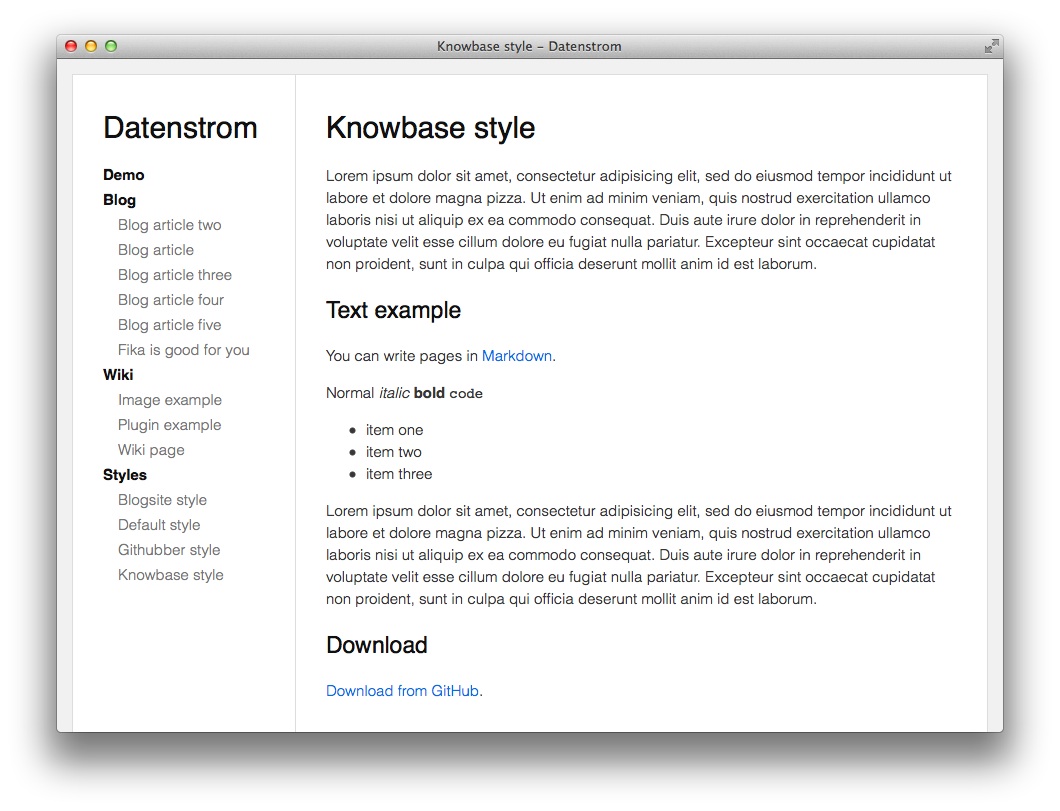 Knowbase style – Datenstrom
Datenstrom
Demo
Blog
Blog article two
Blog article
Blog article three
Blog article four
Blog article five
Fika is good for you
Wiki
Image example
Plugin example
Wiki page
Styles
Blogsite style
Default style
Githubber style
Knowbase style
Knowbase style
Lorem ipsum dolor sit amet, consectetur adipisicing elit, sed do eiusmod tempor incididunt ut
labore et dolore magna pizza. Ut enim ad minim veniam, quis nostrud exercitation ullamco
laboris nisi ut aliquip ex ea commodo consequat. Duis aute irure dolor in reprehenderit in
voluptate velit esse cillum dolore eu fugiat nulla pariatur. Excepteur sint occaecat cupidatat
non proident, sunt in culpa qui officia deserunt mollit anim id est laborum.
Text example
You can write pages in Markdown.
Normal italic bold code
• item one
• item two
• item three
Lorem ipsum dolor sit amet, consectetur adipisicing elit, sed do eiusmod tempor incididunt ut
labore et dolore magna pizza. Ut enim ad minim veniam, quis nostrud exercitation ullamco
laboris nisi ut aliquip ex ea commodo consequat. Duis aute irure dolor in reprehenderit in
voluptate velit esse cillum dolore eu fugiat nulla pariatur. Excepteur sint occaecat cupidatat
non proident, sunt in culpa qui officia deserunt mollit anim id est laborum.
Download
Download from GitHub.